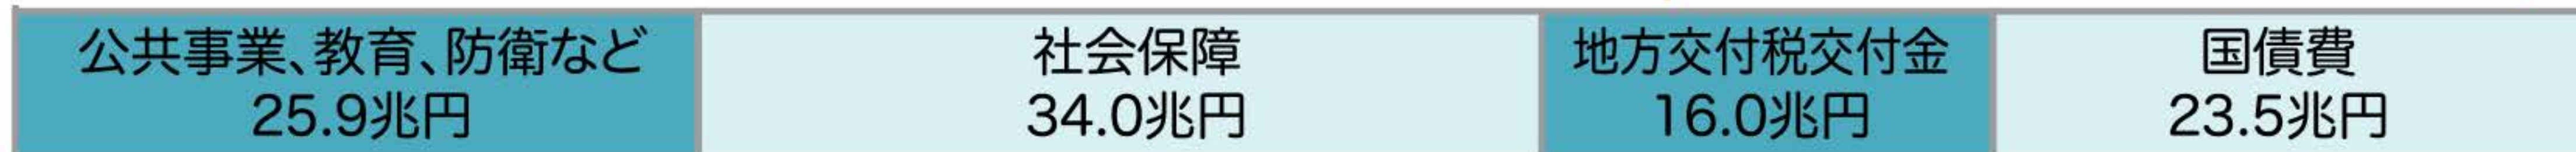 公共事業、教育、防衛など
25.9兆円
社会保障
34.0兆円
地方交付税交付金
16.0兆円
国債費
23.5兆円